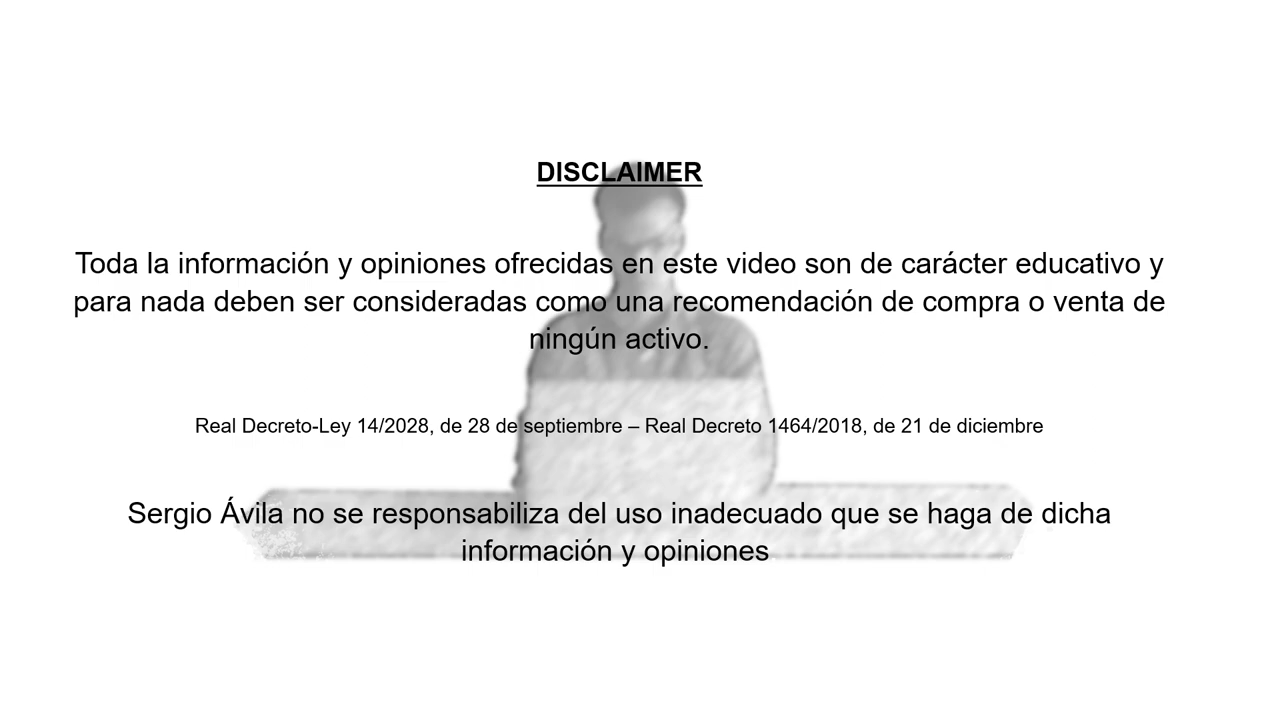 DISCLAIMER
Toda la información y opiniones ofrecidas en este video son de carácter educativo y
para nada deben ser consideradas como una recomendación de compra o venta de
ningún activo.
Real Decreto-Ley 14/2028, de 28 de septiembre – Real Decreto 1464/2018, de 21 de diciembre
Sergio Ávila no se responsabiliza del uso inadecuado que se haga de dicha
información y opiniones